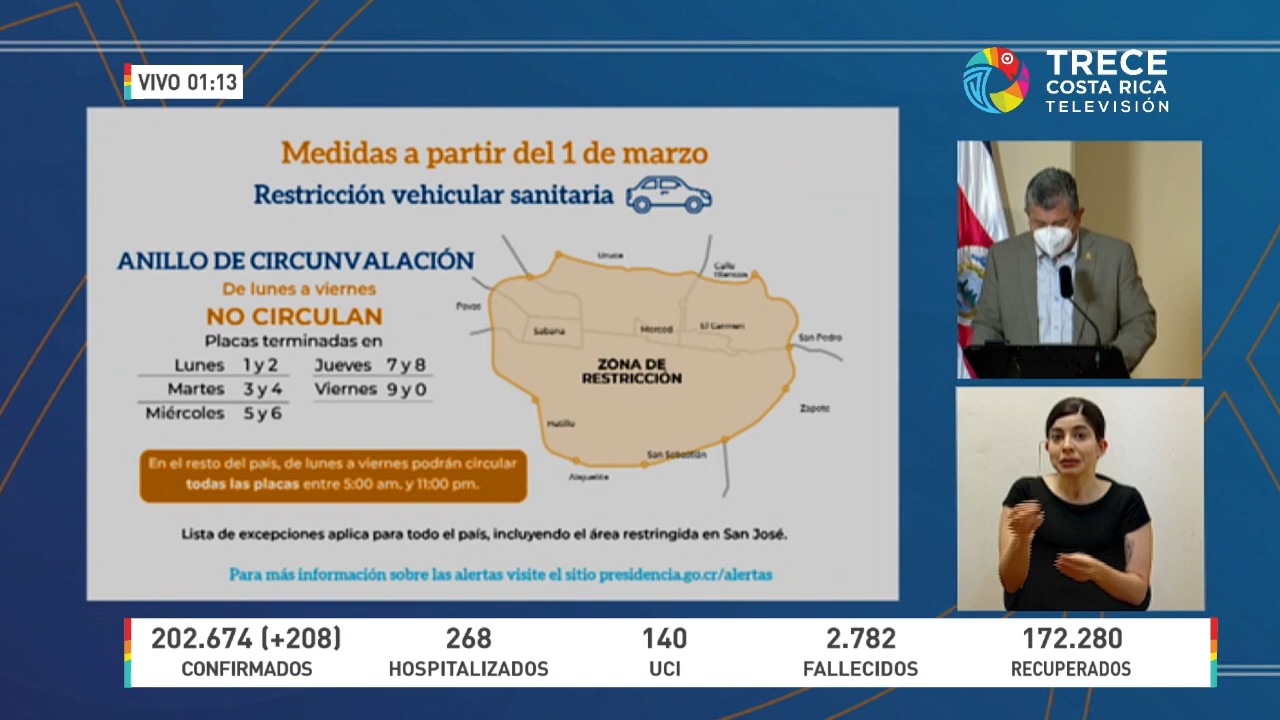 VIVO 01:13
TRECE
COSTA RICA
TELEVISIÓN
Medidas a partir del 1 de marzo
Restricción vehicular sanitaria
ANILLO DE CIRCUNVALACIÓN
De lunes a viernes
NO CIRCULAN
Placas terminadas en
Lunes 1 y 2 Jueves 7 y 8
Martes 3 y 4 Viernes 9 y 0
Miércoles 5 y 6
Uruca
Calle Blancos
Pavas
Sabana
Merced
El Carmen
San Pedro
ZONA DE
RESTRICCIÓN
Zapote
Hatillo
San Sebastián
Alajuelita
En el resto del país, de lunes a viernes podrán circular
todas las placas entre 5:00 am. y 11:00 pm.
Lista de excepciones aplica para todo el país, incluyendo el área restringida en San José.
Para más información sobre las alertas visite el sitio presidencia.go.cr/alertas
202.674 (+208) 268 140 2.782 172.280
CONFIRMADOS HOSPITALIZADOS UCI FALLECIDOS RECUPERADOS